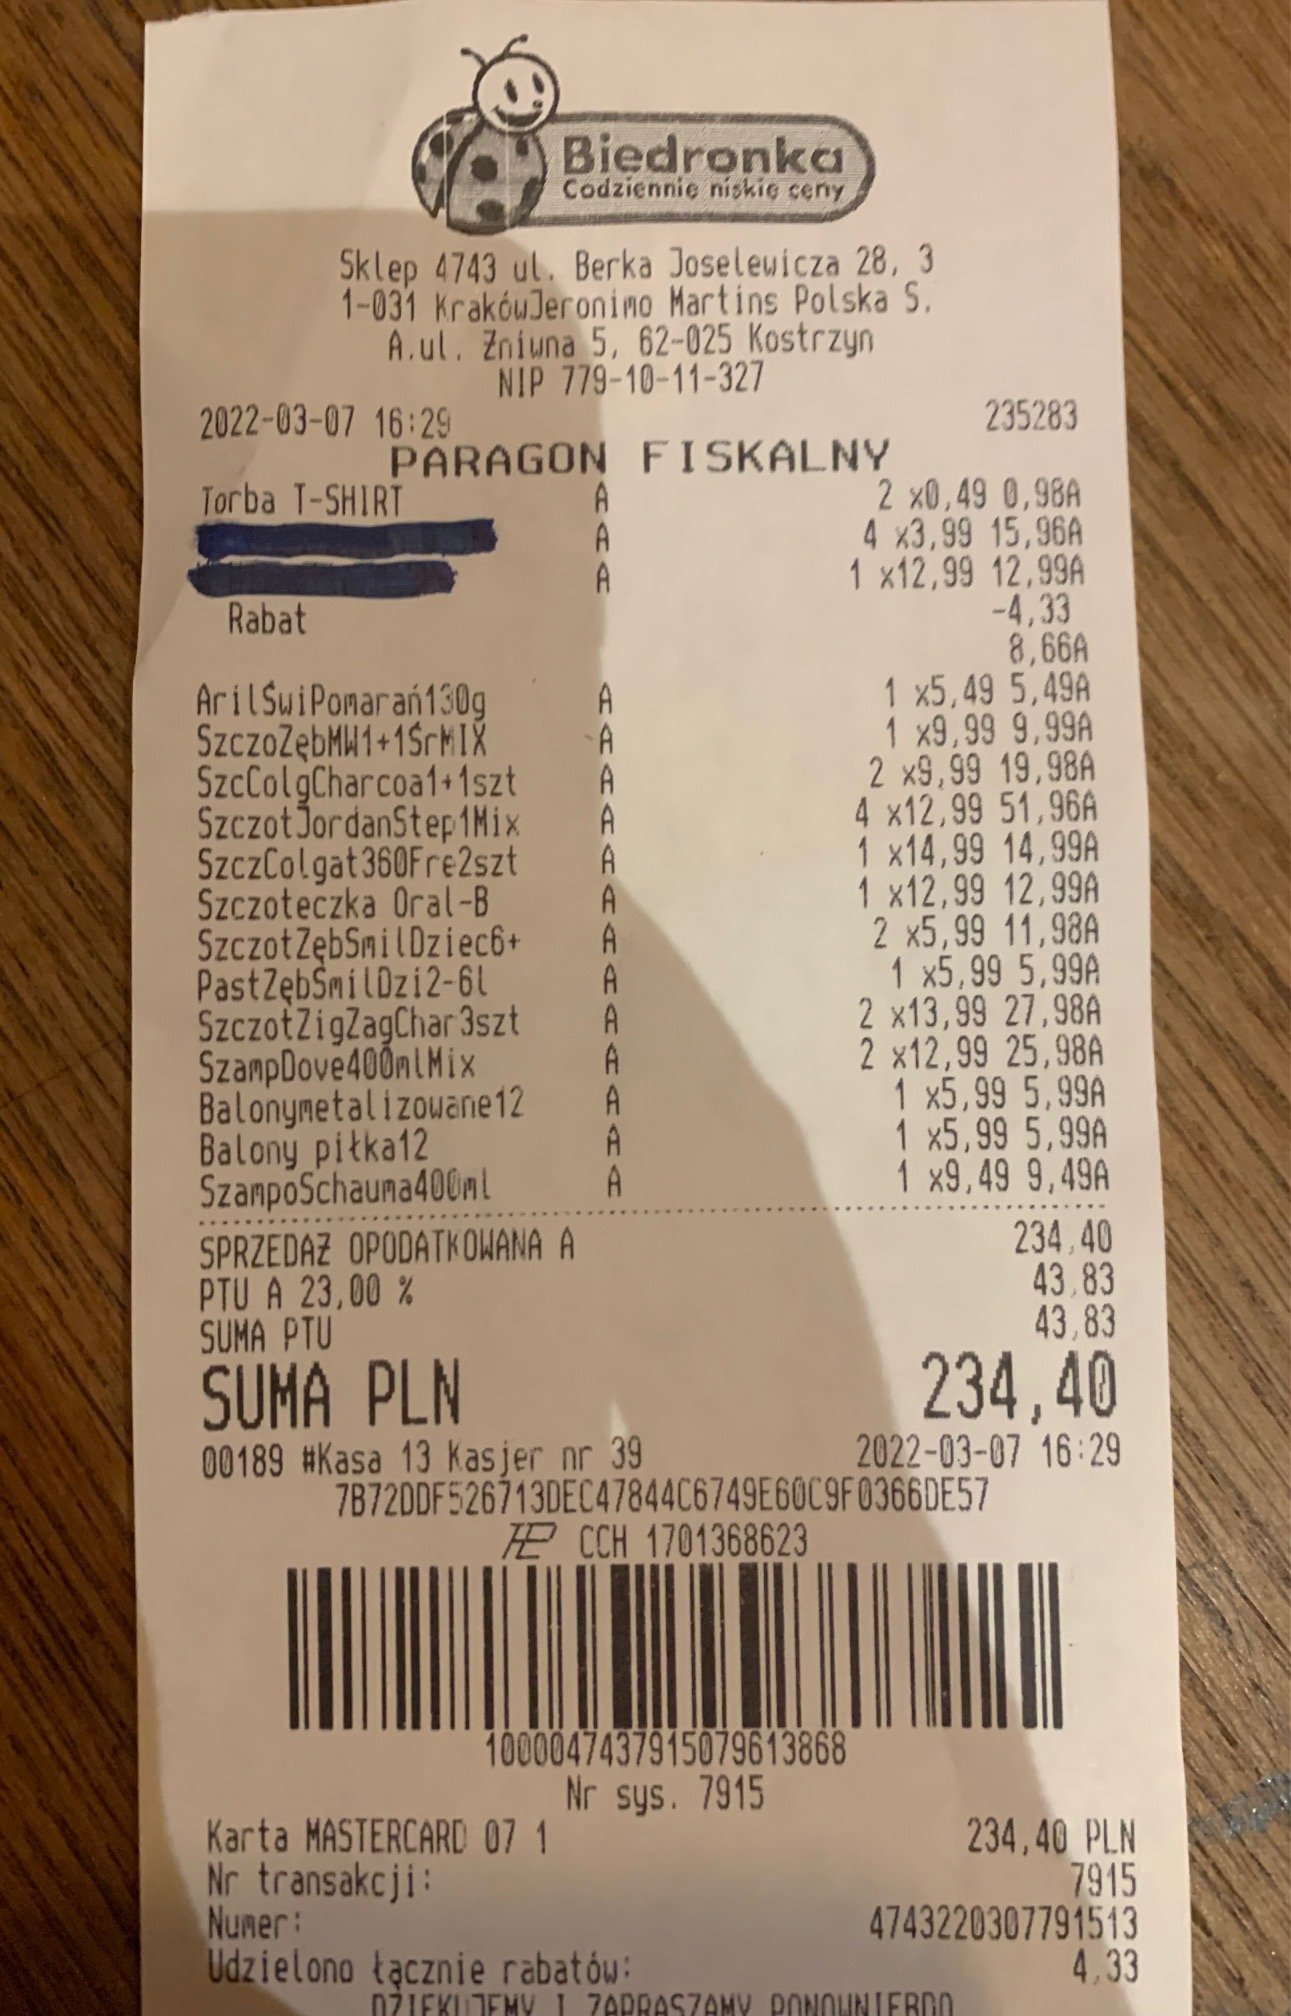 Biedronka
Codziennie niskie ceny
Sklep 4743 ul. Berka Joselewicza 28, 3
1-031 KrakówJeronimo Martins Polska S.
A.ul. Żniwna 5, 62-025 Kostrzyn
NIP 779-10-11-327
2022-03-07 16:29 235283
PARAGON FISKALNY
Torba T-SHIRT A 2 x0,49 0,98A
A 4 x3,99 15,96A
A 1 x12,99 12,99A
Rabat -4,33
8,66A
ArilŚwiPomarań130g A 1 x5,49 5,49A
SzczoZębMW1+1ŚrMIX A 1 x9,99 9,99A
SzcColgCharcoa1+1szt A 2 x9,99 19,98A
SzczotJordanStep1Mix A 4 x12,99 51,96A
SzczColgat360Fre2szt A 1 x14,99 14,99A
Szczoteczka Oral-B A 1 x12,99 12,99A
SzczotZębSmilDziec6+ A 2 x5,99 11,98A
PastZębSmilDzi2-6l A 1 x5,99 5,99A
SzczotZigZagChar3szt A 2 x13,99 27,98A
SzampDove400mlMix A 2 x12,99 25,98A
Balonymetalizowane12 A 1 x5,99 5,99A
Balony piłka12 A 1 x5,99 5,99A
SzampoSchauma400ml A 1 x9,49 9,49A
SPRZEDAŻ OPODATKOWANA A 234,40
PTU A 23,00 % 43,83
SUMA PTU 43,83
SUMA PLN 234,40
00189 #Kasa 13 Kasjer nr 39 2022-03-07 16:29
7B72DDF526713DEC47844C6749E60C9F0366DE57
CCH 1701368623
1000047437915079613868
Nr sys. 7915
Karta MASTERCARD 07 1 234,40 PLN
Nr transakcji: 7915
Numer: 4743220307791513
Udzielono łącznie rabatów: 4,33
DZIĘKUJEMY I ZAPRASZAMY PONOWNIERDO